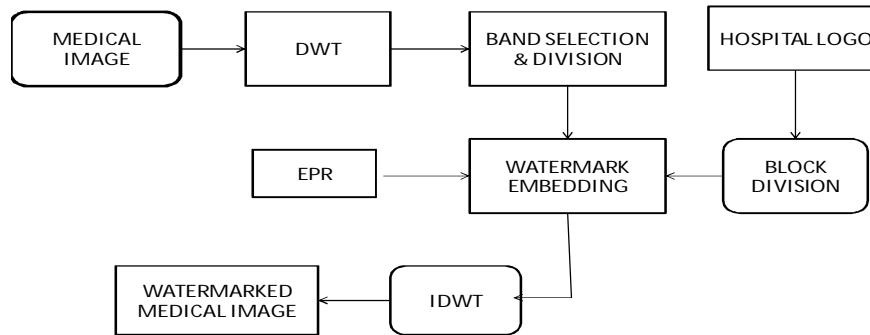 MEDICAL
IMAGE
DWT
BAND SELECTION
& DIVISION
HOSPITAL LOGO
EPR
WATERMARK
EMBEDDING
BLOCK
DIVISION
WATERMARKED
MEDICAL IMAGE
IDWT